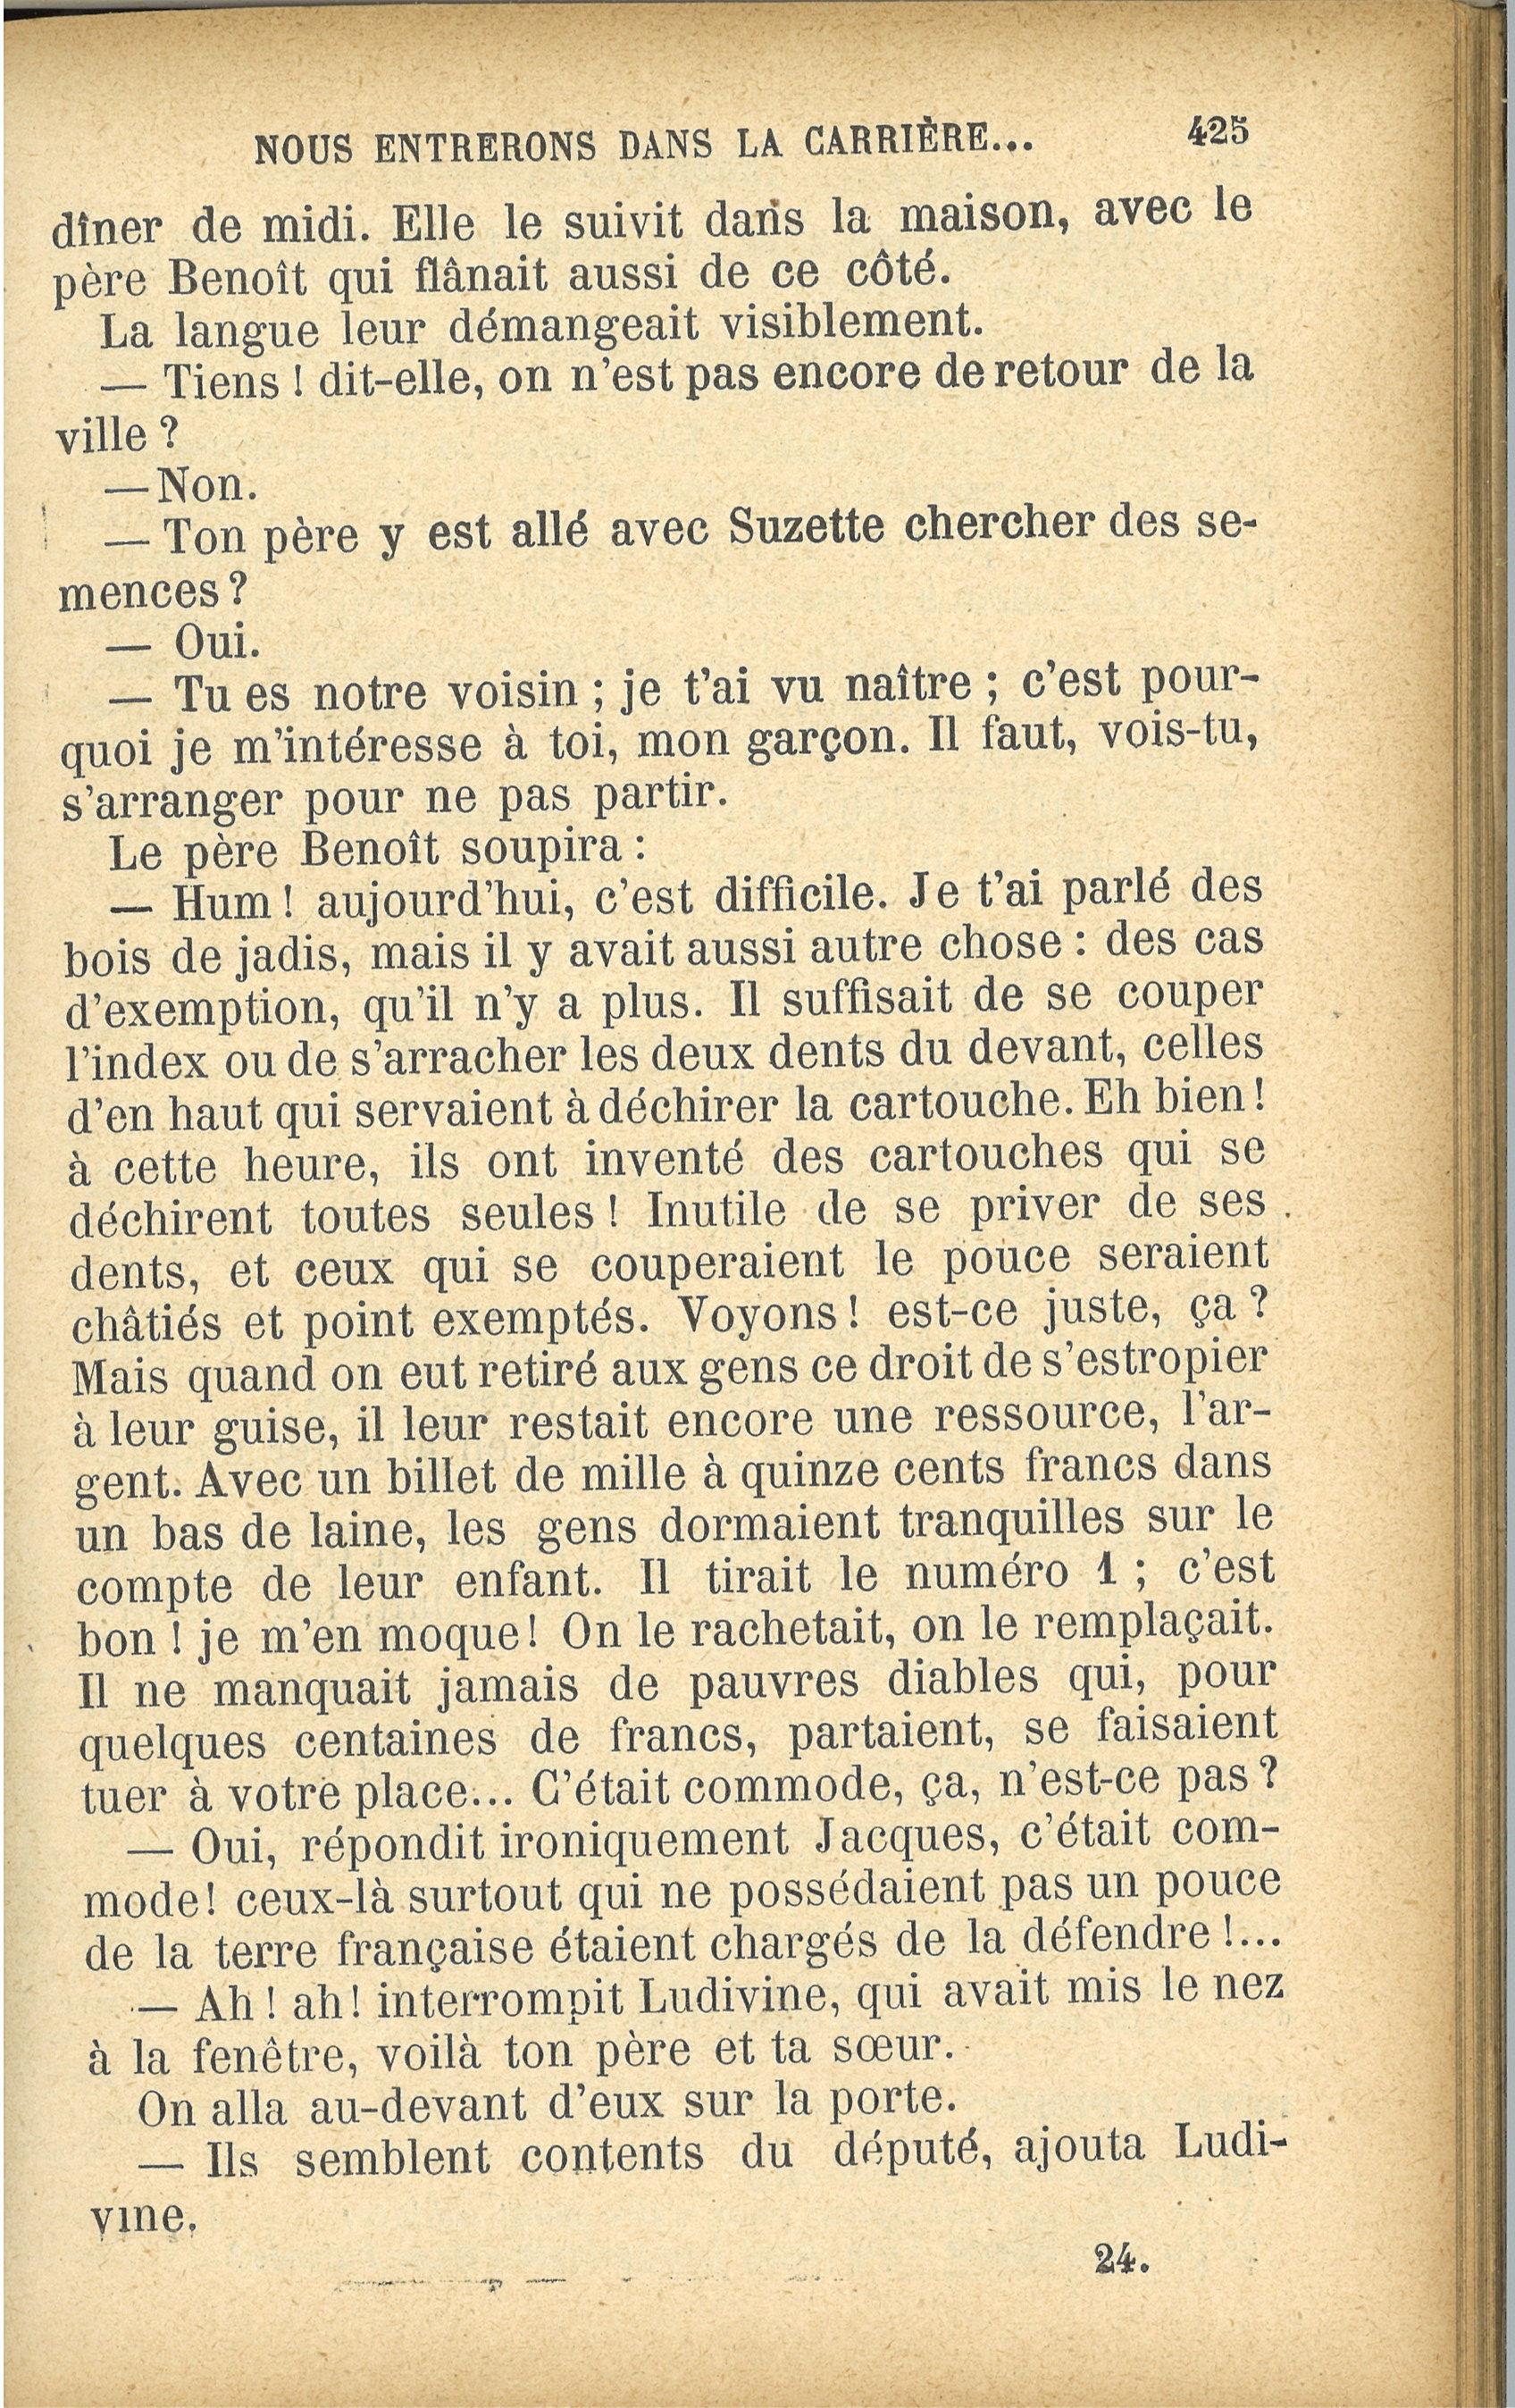 NOUS ENTRERONS DANS LA CARRIÈRE... 425
dîner de midi. Elle le suivit dans la maison, avec le
père Benoît qui flânait aussi de ce côté.
La langue leur démangeait visiblement.
— Tiens ! dit-elle, on n'est pas encore de retour de la
ville ?
— Non.
— Ton père y est allé avec Suzette chercher des se-
mences ?
— Oui.
— Tu es notre voisin ; je t'ai vu naître ; c'est pour-
quoi je m'intéresse à toi, mon garçon. Il faut, vois-tu,
s'arranger pour ne pas partir.
Le père Benoît soupira :
— Hum ! aujourd'hui, c'est difficile. Je t'ai parlé des
bois de jadis, mais il y avait aussi autre chose : des cas
d'exemption, qu'il n'y a plus. Il suffisait de se couper
l'index ou de s'arracher les deux dents du devant, celles
d'en haut qui servaient à déchirer la cartouche. Eh bien !
à cette heure, ils ont inventé des cartouches qui se
déchirent toutes seules ! Inutile de se priver de ses
dents, et ceux qui se couperaient le pouce seraient
châtiés et point exemptés. Voyons ! est-ce juste, ça ?
Mais quand on eut retiré aux gens ce droit de s'estropier
à leur guise, il leur restait encore une ressource, l'ar-
gent. Avec un billet de mille à quinze cents francs dans
un bas de laine, les gens dormaient tranquilles sur le
compte de leur enfant. Il tirait le numéro 1 ; c'est
bon ! je m'en moque ! On le rachetait, on le remplaçait.
Il ne manquait jamais de pauvres diables qui, pour
quelques centaines de francs, partaient, se faisaient
tuer à votre place... C'était commode, ça, n'est-ce pas ?
— Oui, répondit ironiquement Jacques, c'était com-
mode ! ceux-là surtout qui ne possédaient pas un pouce
de la terre française étaient chargés de la défendre !...
— Ah ! ah ! interrompit Ludivine, qui avait mis le nez
à la fenêtre, voilà ton père et ta sœur.
On alla au-devant d'eux sur la porte.
— Ils semblent contents du député, ajouta Ludi-
vine.
24.